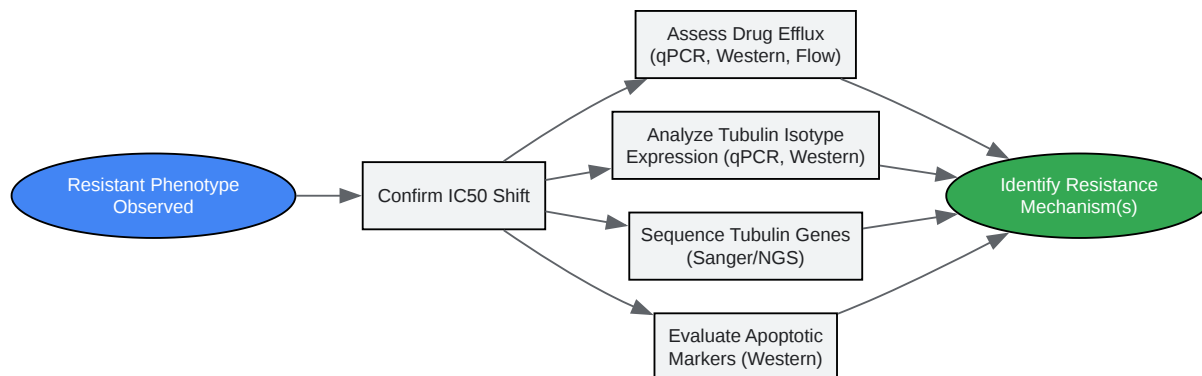 Resistant Phenotype
Observed
Confirm IC50 Shift
Assess Drug Efflux
(qPCR, Western, Flow)
Analyze Tubulin Isotype
Expression (qPCR, Western)
Sequence Tubulin Genes
(Sanger/NGS)
Evaluate Apoptotic
Markers (Western)
Identify Resistance
Mechanism(s)